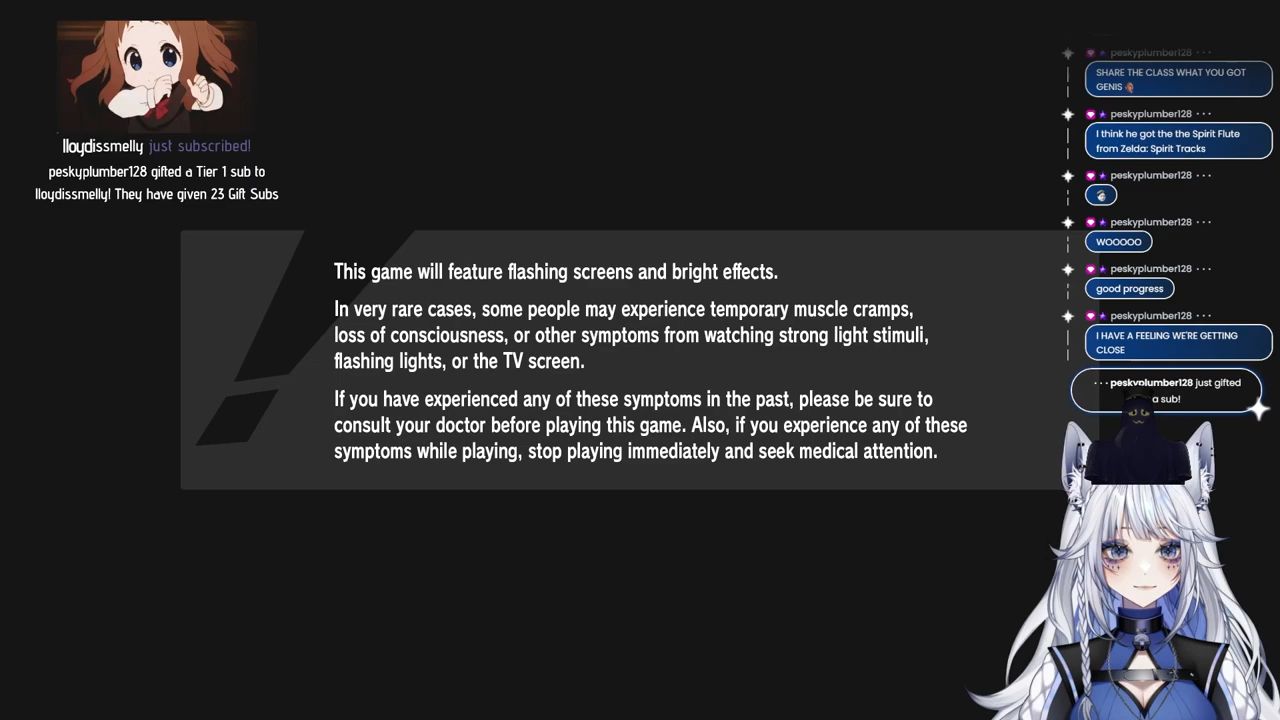 lloydissmelly just subscribed!
peskyplumber128 gifted a Tier 1 sub to
lloydissmelly! They have given 23 Gift Subs
This game will feature flashing screens and bright effects.
In very rare cases, some people may experience temporary muscle cramps,
loss of consciousness, or other symptoms from watching strong light stimuli,
flashing lights, or the TV screen.
If you have experienced any of these symptoms in the past, please be sure to
consult your doctor before playing this game. Also, if you experience any of these
symptoms while playing, stop playing immediately and seek medical attention.
peskyplumber128
SHARE THE CLASS WHAT YOU GOT
GENIS
peskyplumber128
I think he got the the Spirit Flute
from Zelda: Spirit Tracks
peskyplumber128
peskyplumber128
WOOOOO
peskyplumber128
good progress
peskyplumber128
I HAVE A FEELING WE'RE GETTING
CLOSE
peskyplumber128 just gifted
a sub!